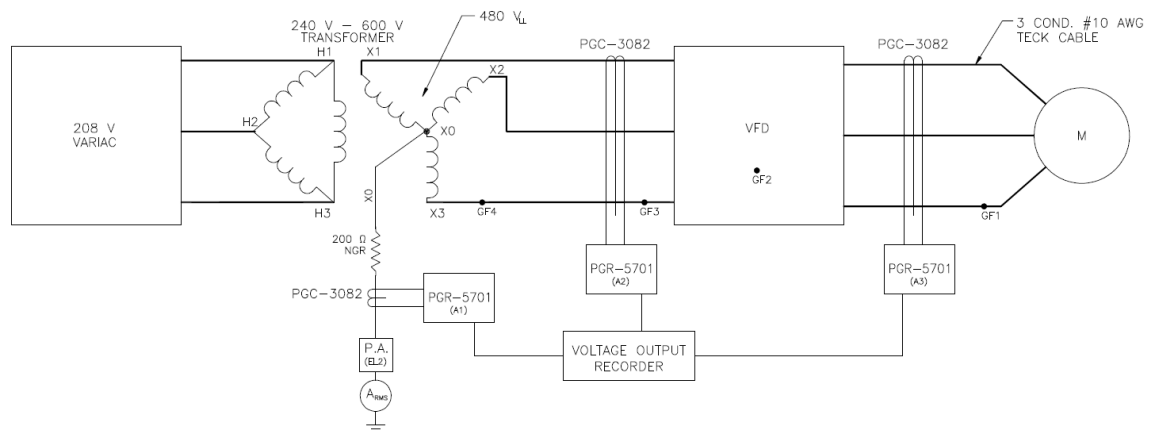 240 V – 600 V
TRANSFORMER
480 VLL
3 COND. #10 AWG
TECK CABLE
PGC-3082
PGC-3082
H1
X1
X2
H2
X0
208 V
VARIAC
VFD
M
GF2
H3
X0
X3
GF4
GF3
GF1
200 Ω
NGR
PGC-3082
PGR-5701
(A1)
PGR-5701
(A2)
PGR-5701
(A3)
P.A.
(EL2)
VOLTAGE OUTPUT
RECORDER
ARMS